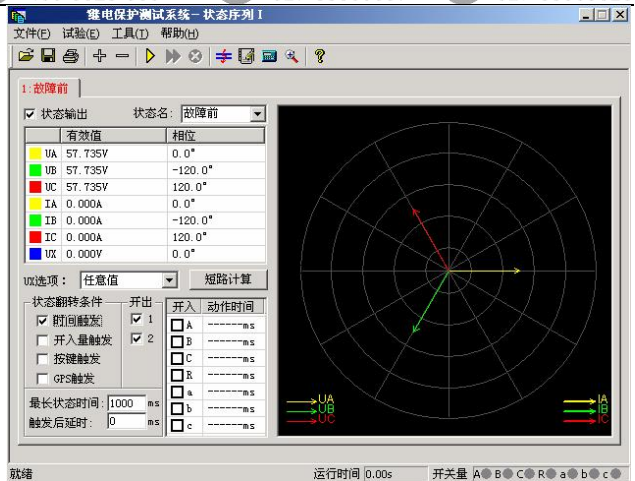 继电保护测试系统－状态序列 I
文件(F) 试验(E) 工具(T) 帮助(H)
1:故障前
状态输出 状态名: 故障前
有效值 相位
UA 57.735V 0.0°
UB 57.735V -120.0°
UC 57.735V 120.0°
IA 0.000A 0.0°
IB 0.000A -120.0°
IC 0.000A 120.0°
UX 0.000V 0.0°
UX选项: 任意值 短路计算
状态翻转条件 开出 开入 动作时间
时间触发 1 A ------ms
开入量触发 2 B ------ms
按键触发 C ------ms
GPS触发 R ------ms
最长状态时间: 1000 ms a ------ms
触发后延时: 0 ms b ------ms
c ------ms
UA IA
UB IB
UC IC
就绪 运行时间 0.00s 开关量 A B C R a b c